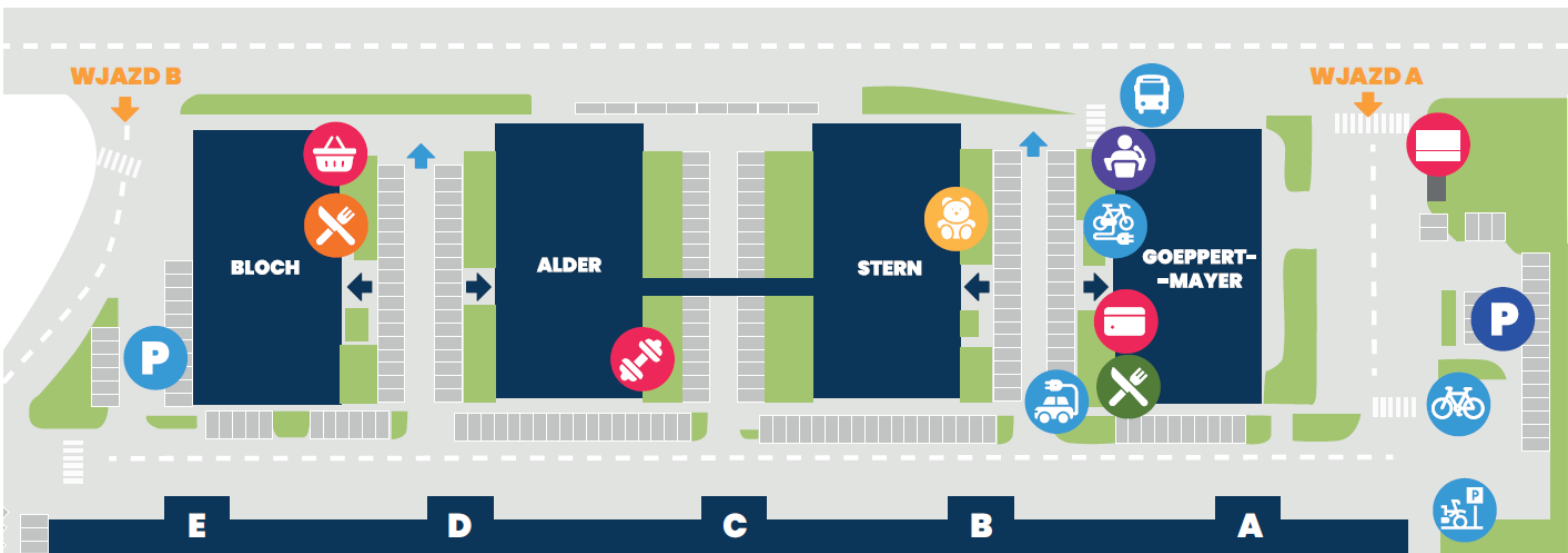 WJAZD B
WJAZD A
BLOCH
ALDER
STERN
GOEPPERT-
-MAYER
P
P
P
E
D
C
B
A